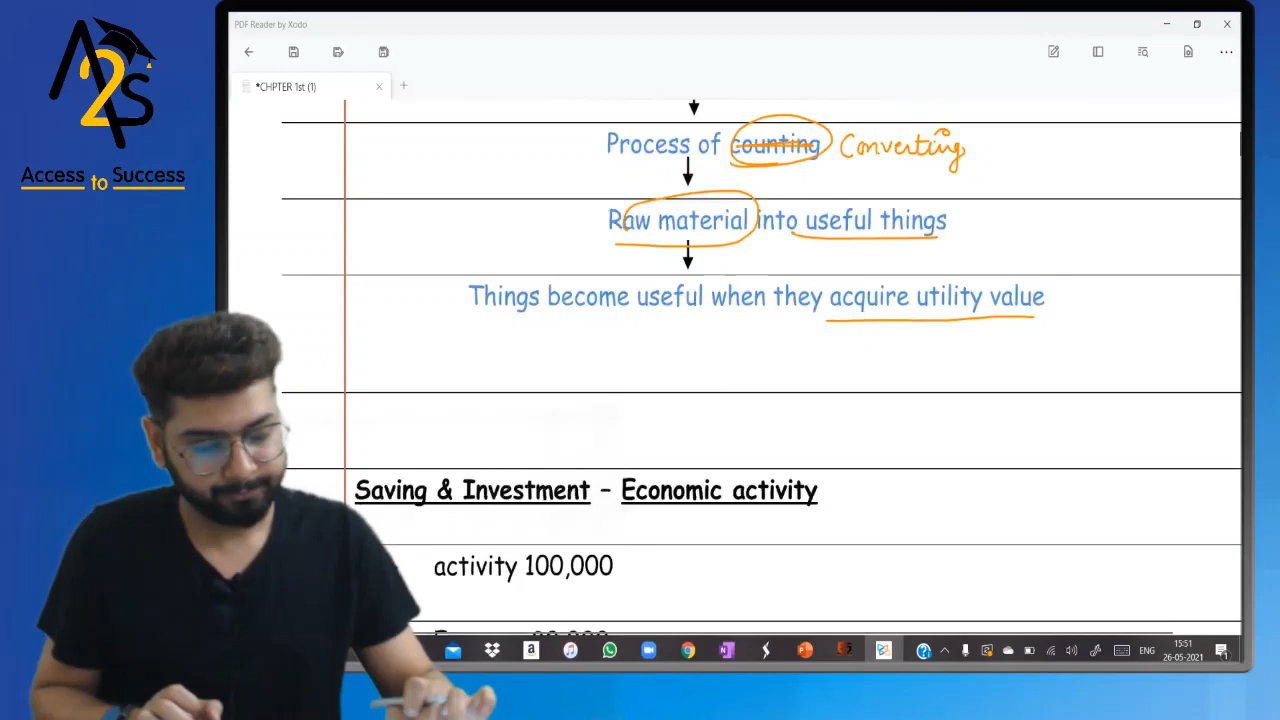 A2S
Access to Success
PDF Reader by Xodo
*CHPTER 1st (1)
Process of counting Converting
Raw material into useful things
Things become useful when they acquire utility value
Saving & Investment - Economic activity
activity 100,000
ENG
15:51
26-05-2021